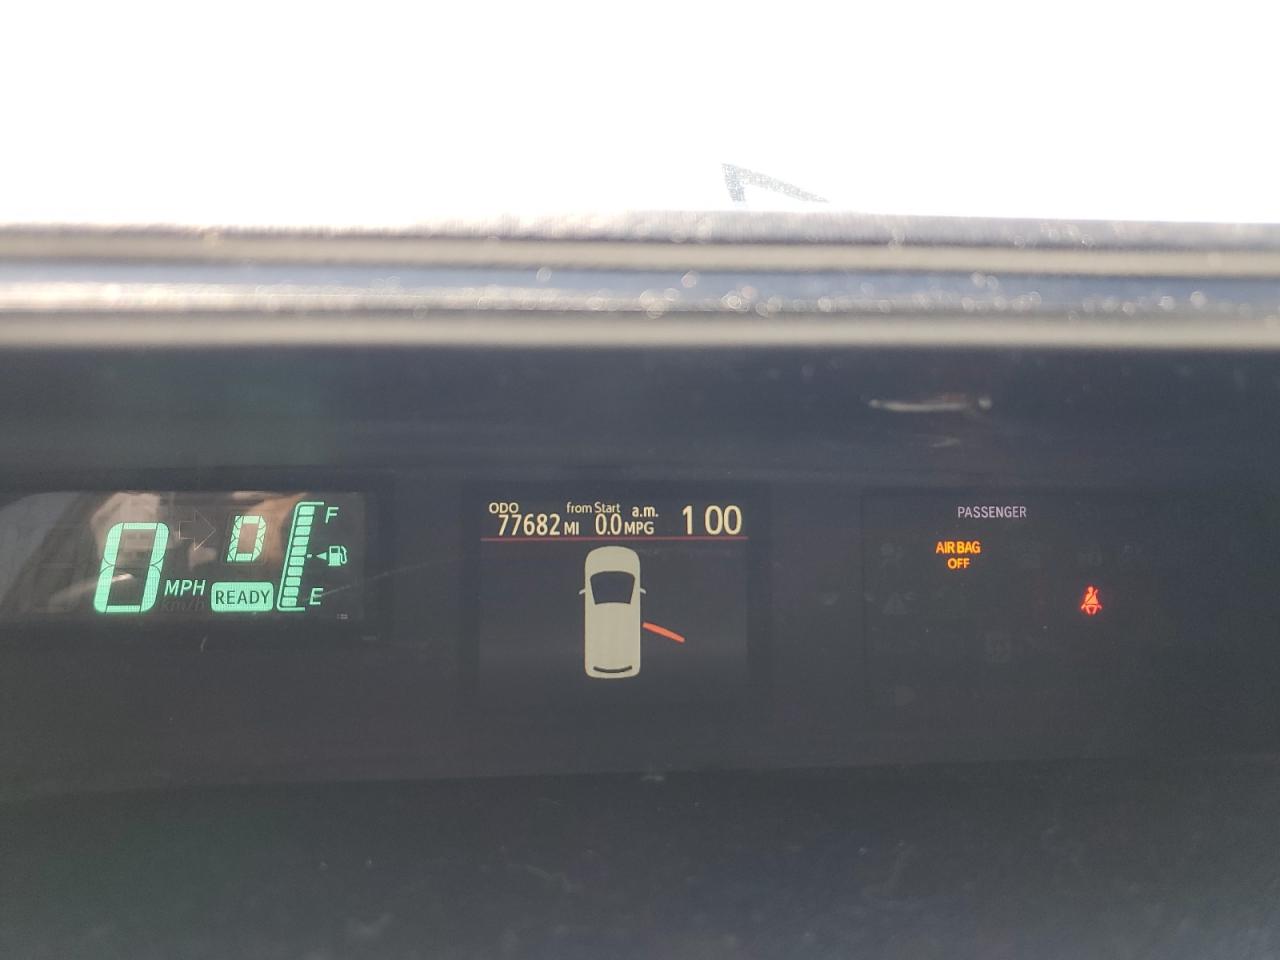 0 MPH
km/h
P
READY
F
E
ODO
77682 MI
from Start
0.0 MPG
a.m.
1 00
PASSENGER
AIR BAG
OFF